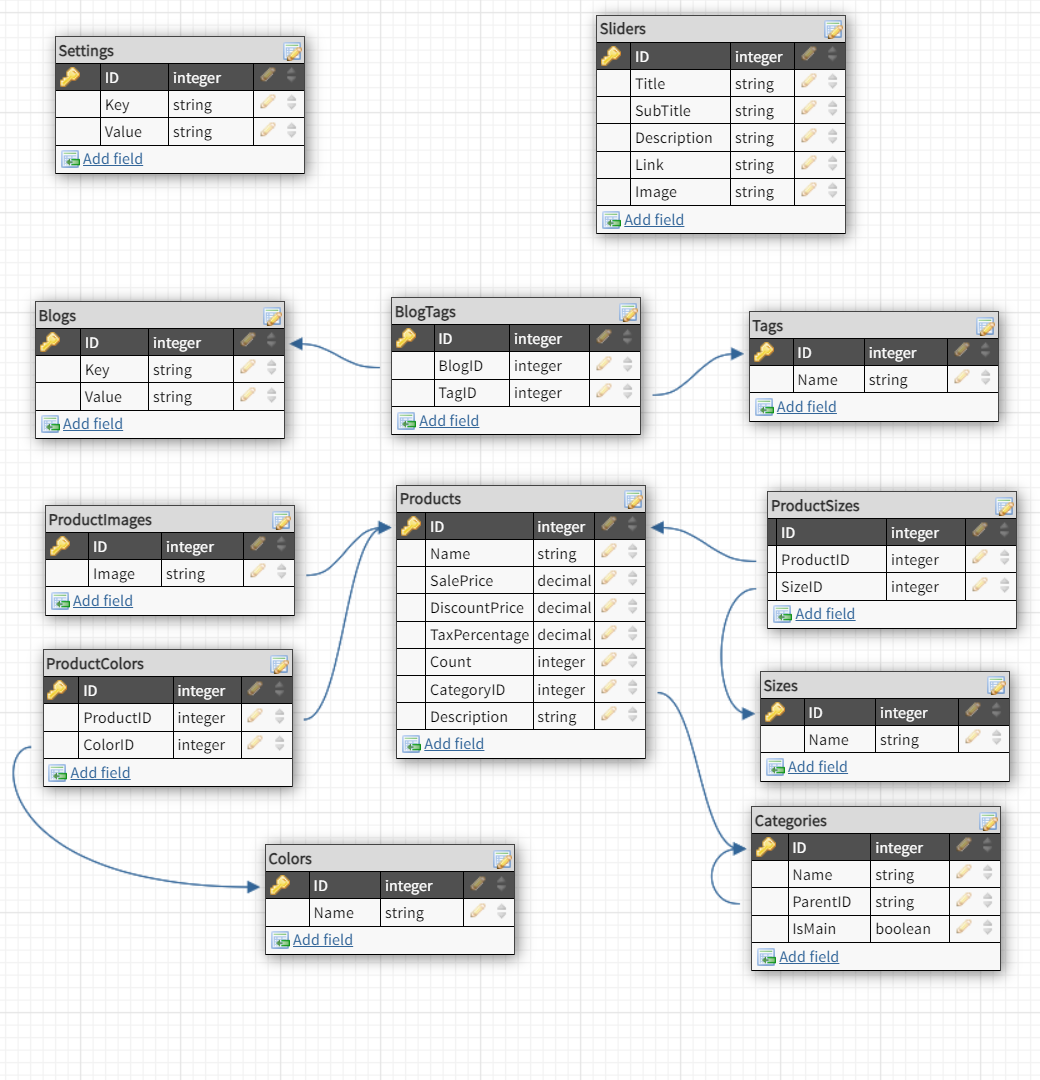 Settings
ID integer
Key string
Value string
Add field
Sliders
ID integer
Title string
SubTitle string
Description string
Link string
Image string
Add field
Blogs
ID integer
Key string
Value string
Add field
BlogTags
ID integer
BlogID integer
TagID integer
Add field
Tags
ID integer
Name string
Add field
ProductImages
ID integer
Image string
Add field
Products
ID integer
Name string
SalePrice decimal
DiscountPrice decimal
TaxPercentage decimal
Count integer
CategoryID integer
Description string
Add field
ProductSizes
ID integer
ProductID integer
SizeID integer
Add field
ProductColors
ID integer
ProductID integer
ColorID integer
Add field
Sizes
ID integer
Name string
Add field
Colors
ID integer
Name string
Add field
Categories
ID integer
Name string
ParentID string
IsMain boolean
Add field